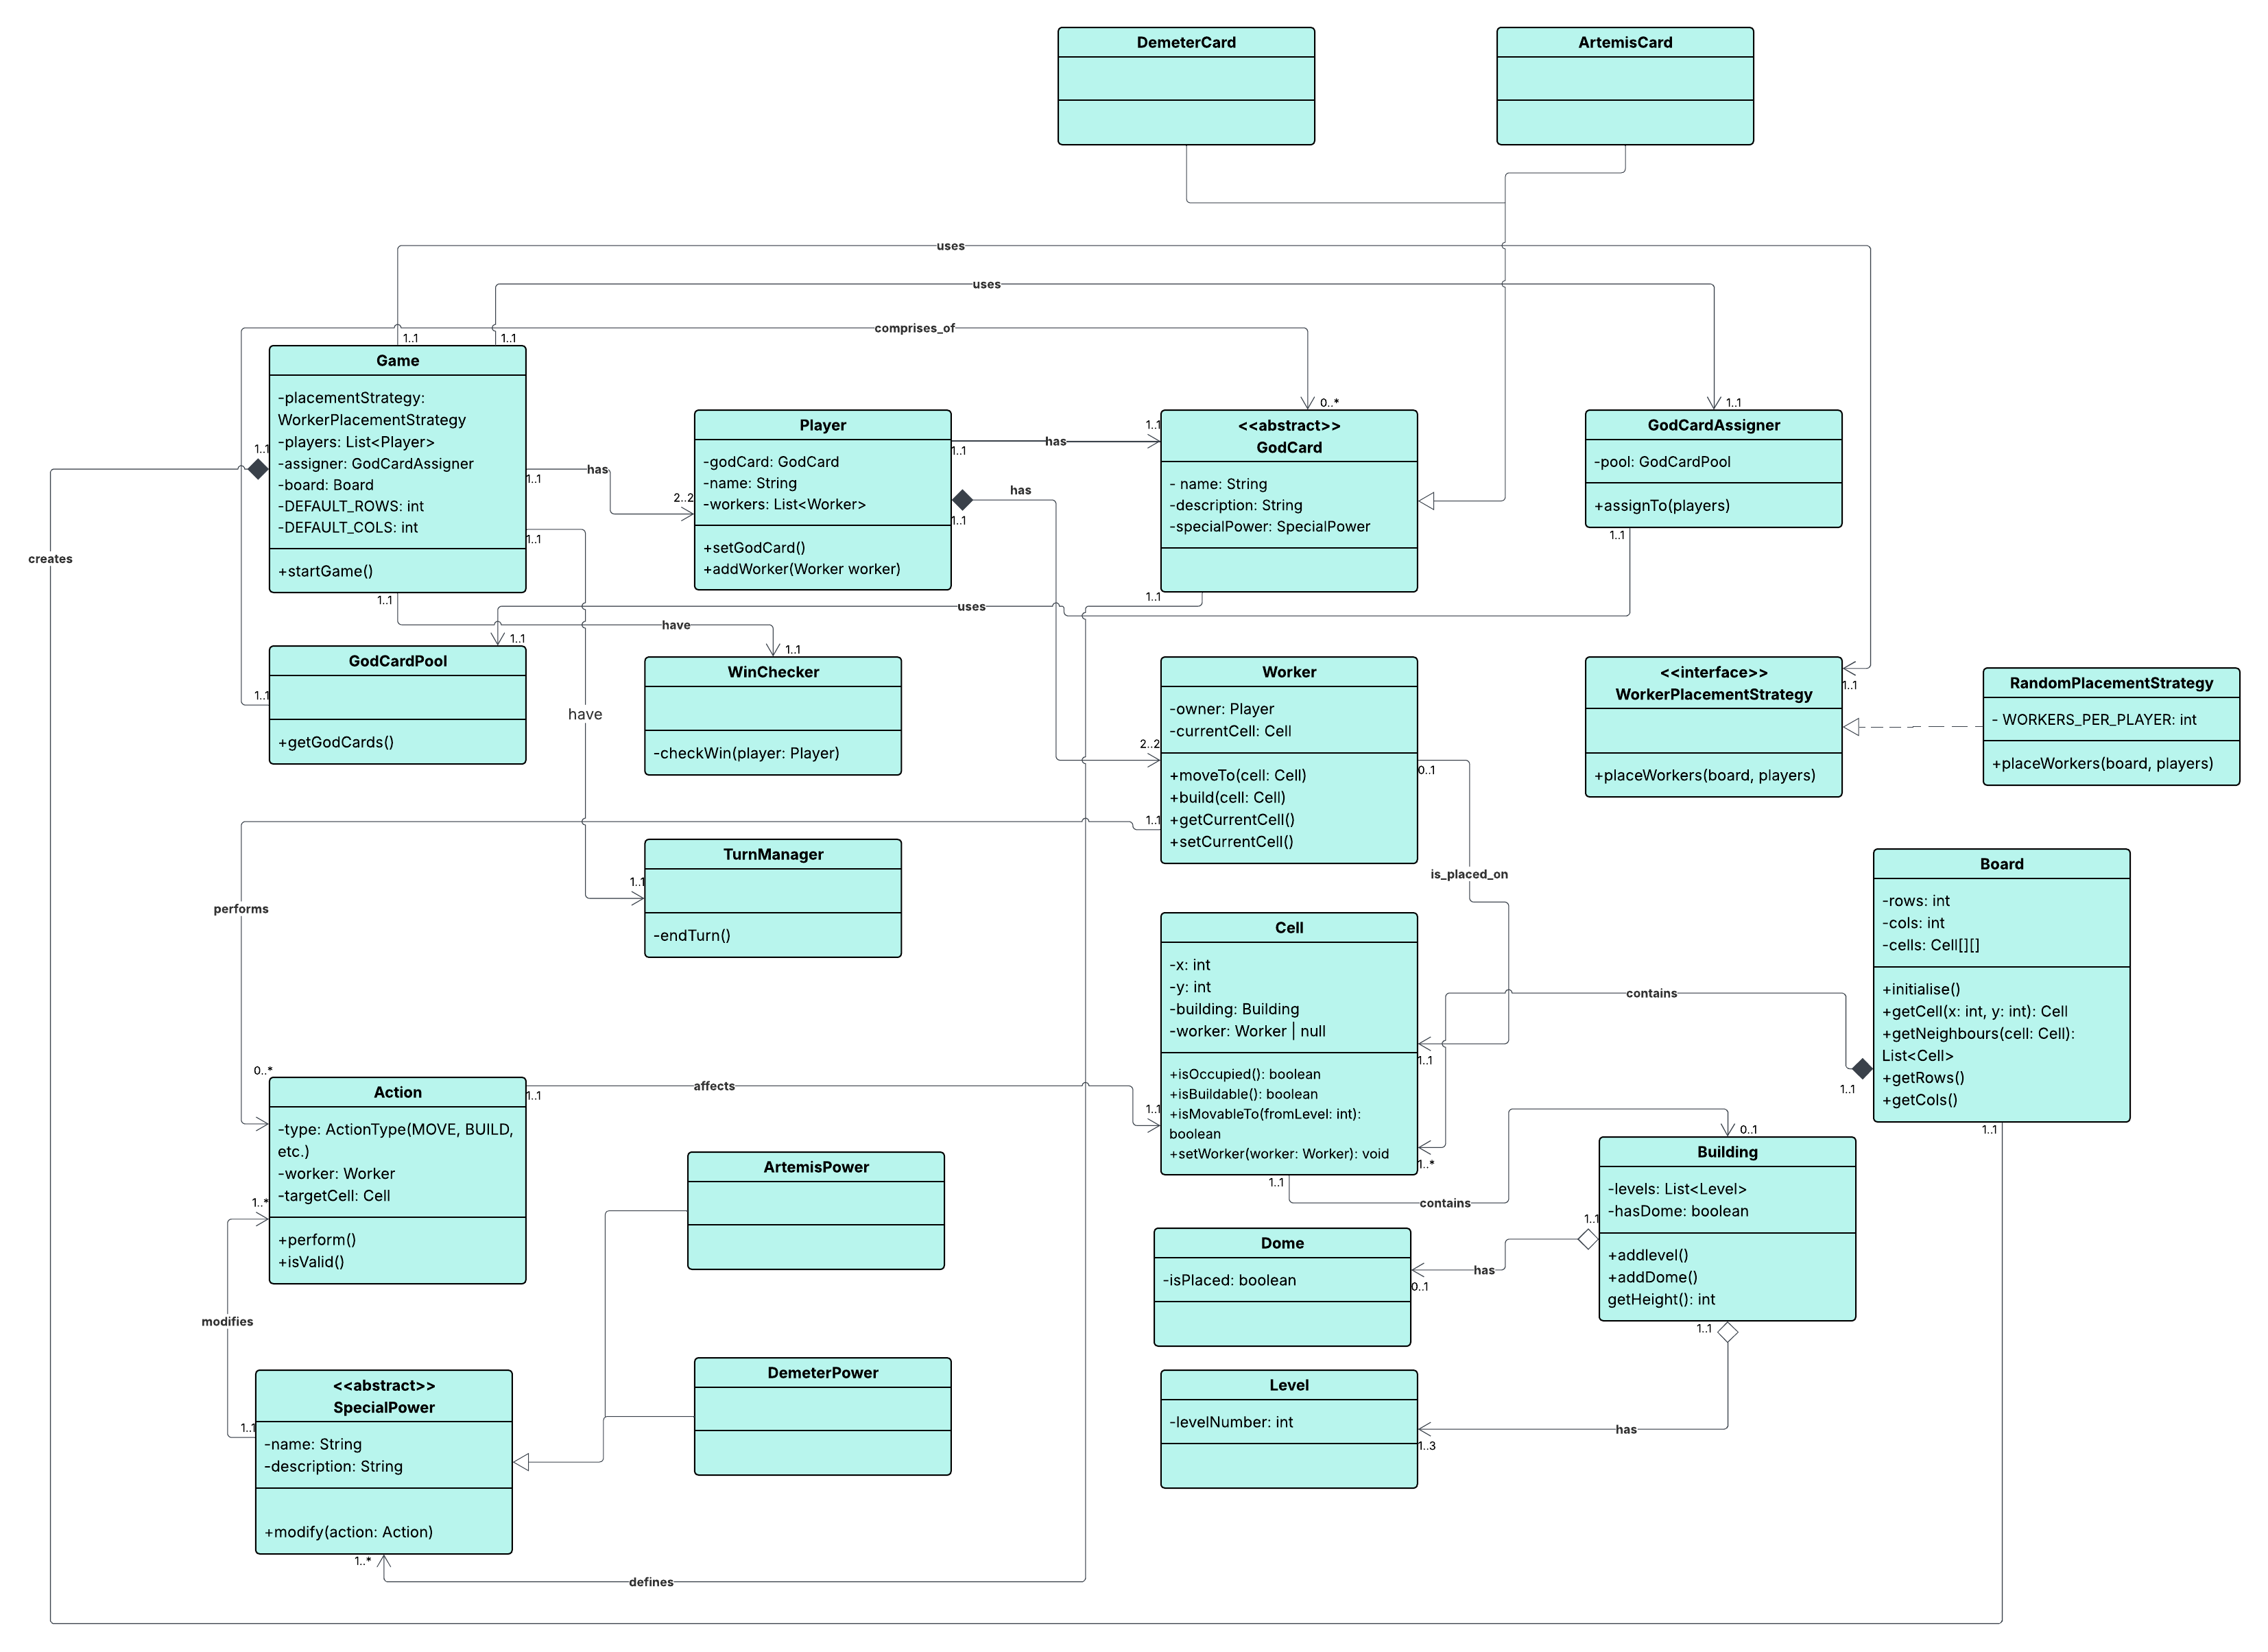 DemeterCard
ArtemisCard
uses
uses
comprises_of
1..1
1..1
0..*
1..1
Game
-placementStrategy:
WorkerPlacementStrategy
-players: List<Player>
-assigner: GodCardAssigner
-board: Board
-DEFAULT_ROWS: int
-DEFAULT_COLS: int
+startGame()
1..1
1..1
1..1
1..1
has
2..2
creates
have
Player
-godCard: GodCard
-name: String
-workers: List<Worker>
+setGodCard()
+addWorker(Worker worker)
1..1
has
1..1
has
1..1
<<abstract>>
GodCard
- name: String
-description: String
-specialPower: SpecialPower
1..1
GodCardAssigner
-pool: GodCardPool
+assignTo(players)
1..1
uses
have
1..1
1..1
GodCardPool
+getGodCards()
1..1
WinChecker
-checkWin(player: Player)
Worker
-owner: Player
-currentCell: Cell
+moveTo(cell: Cell)
+build(cell: Cell)
+getCurrentCell()
+setCurrentCell()
2..2
0..1
1..1
<<interface>>
WorkerPlacementStrategy
+placeWorkers(board, players)
1..1
RandomPlacementStrategy
- WORKERS_PER_PLAYER: int
+placeWorkers(board, players)
TurnManager
-endTurn()
1..1
performs
is_placed_on
Cell
-x: int
-y: int
-building: Building
-worker: Worker | null
+isOccupied(): boolean
+isBuildable(): boolean
+isMovableTo(fromLevel: int):
boolean
+setWorker(worker: Worker): void
1..1
1..1
1..*
1..1
contains
Board
-rows: int
-cols: int
-cells: Cell[][]
+initialise()
+getCell(x: int, y: int): Cell
+getNeighbours(cell: Cell):
List<Cell>
+getRows()
+getCols()
1..1
1..1
0..*
Action
-type: ActionType(MOVE, BUILD,
etc.)
-worker: Worker
-targetCell: Cell
+perform()
+isValid()
1..1
affects
1..*
ArtemisPower
contains
0..1
Building
-levels: List<Level>
-hasDome: boolean
+addlevel()
+addDome()
getHeight(): int
1..1
1..1
Dome
-isPlaced: boolean
has
0..1
modifies
DemeterPower
Level
-levelNumber: int
has
1..3
<<abstract>>
SpecialPower
-name: String
-description: String
+modify(action: Action)
1..1
1..*
defines